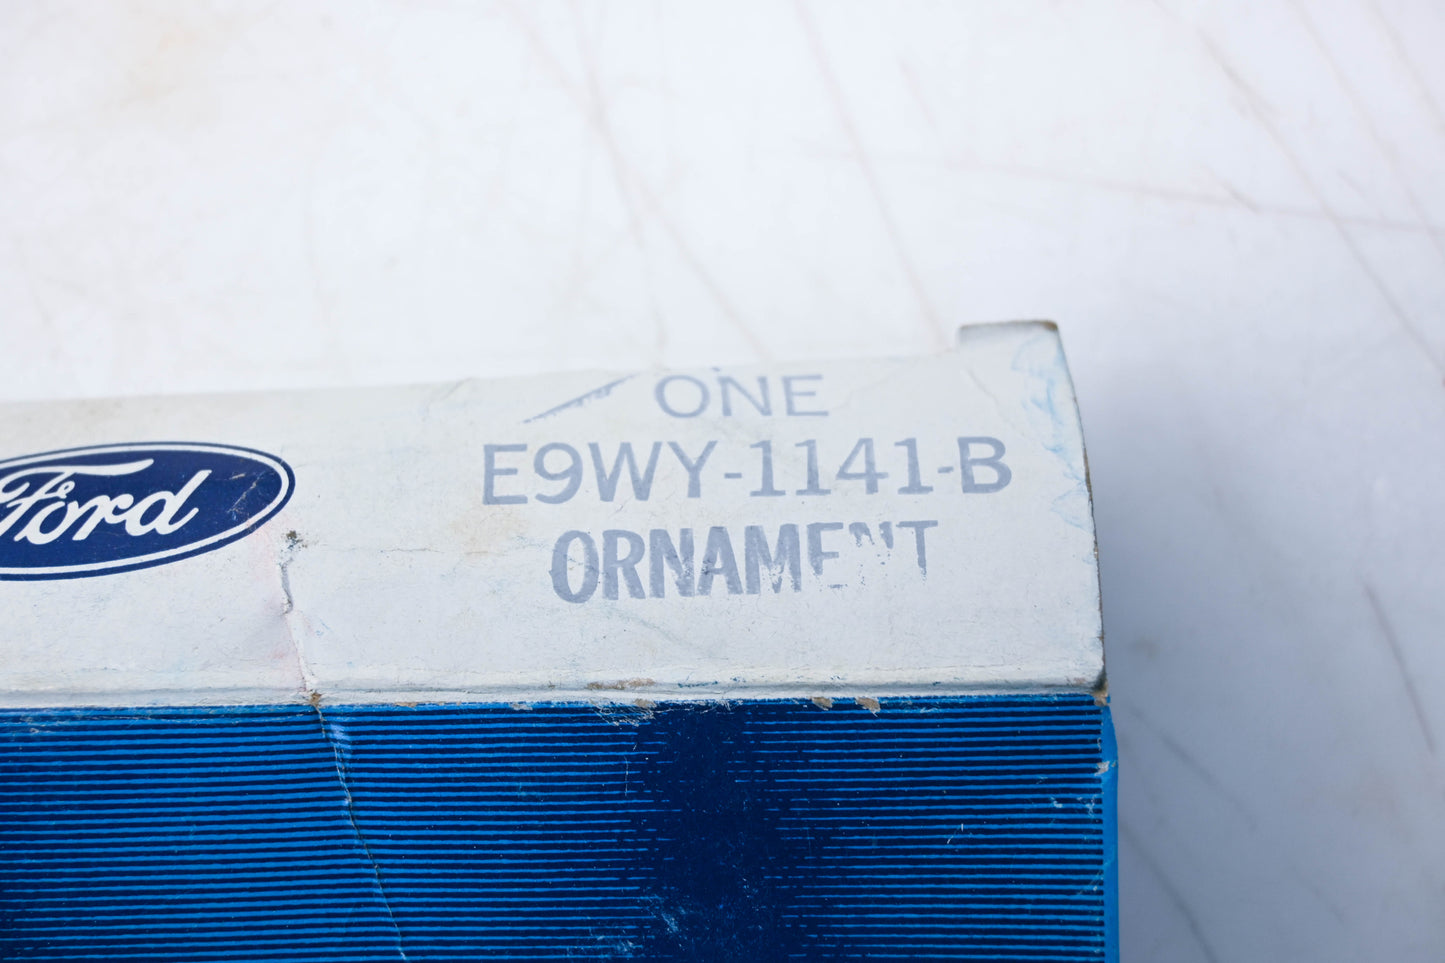 Ford
ONE
E9WY-1141-B
ORNAMENT